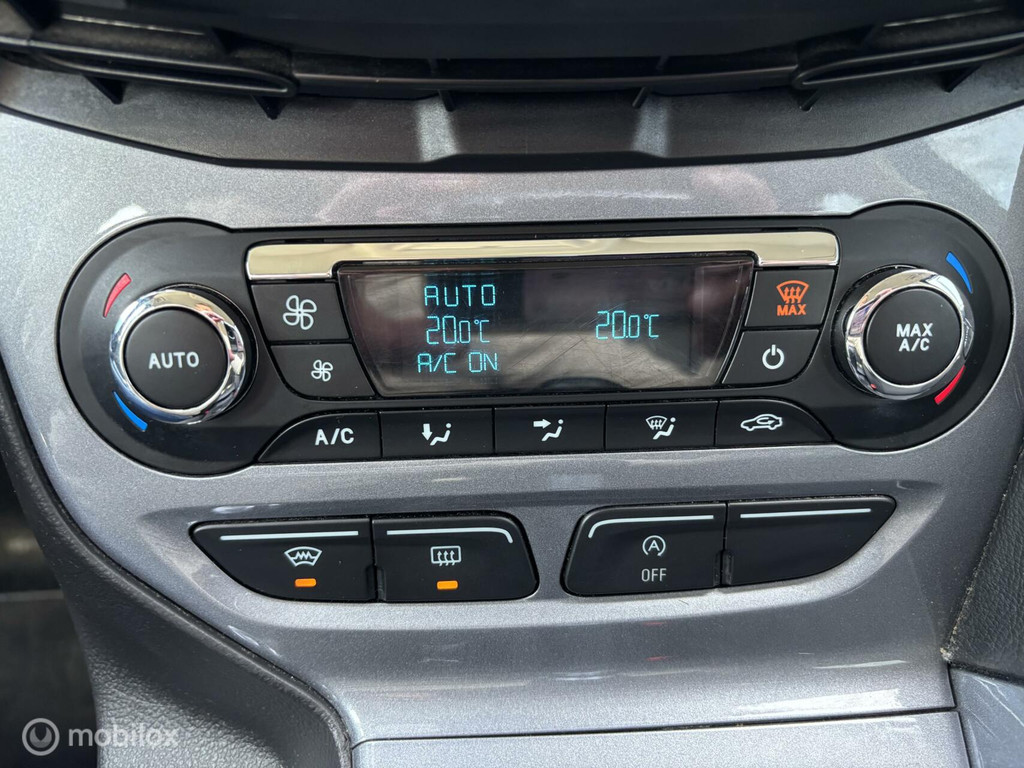 AUTO
20.0°C 20.0°C
A/C ON
MAX
AUTO
MAX
A/C
A/C
OFF
mobilox